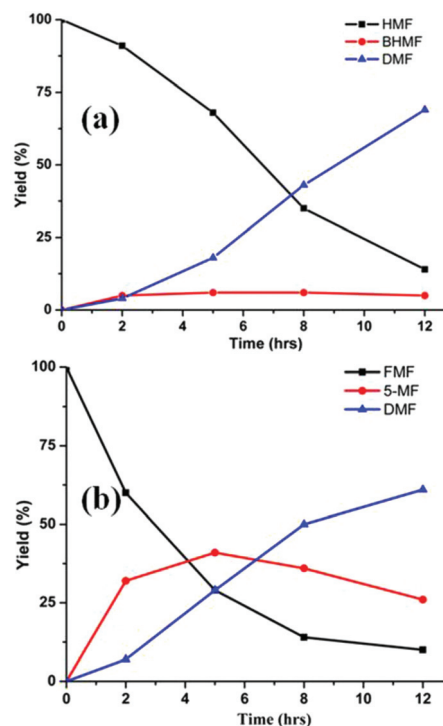 100
75
50
25
0
Yield (%)
(a)
HMF
BHMF
DMF
0 2 4 6 8 10 12
Time (hrs)
100
75
50
25
0
Yield (%)
(b)
FMF
5-MF
DMF
0 2 4 6 8 10 12
Time (hrs)